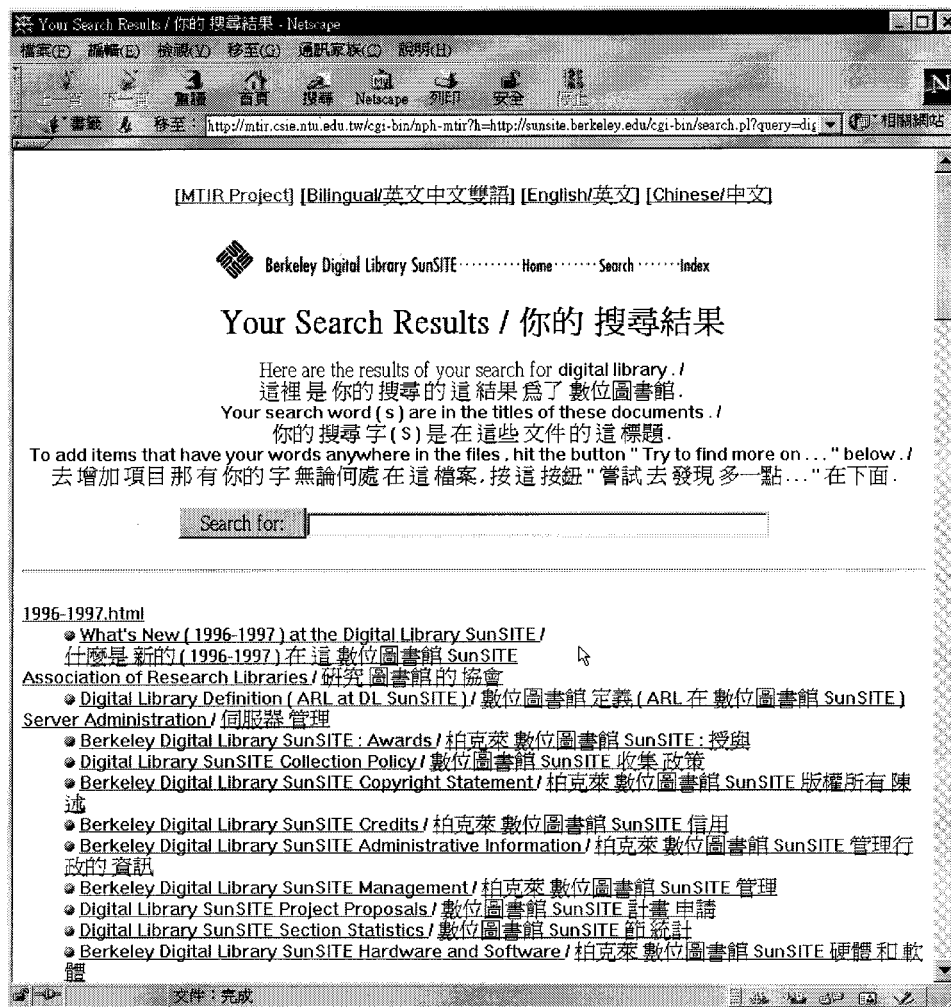 Your Search Results / 你的 搜尋結果 - Netscape
檔案(F) 編輯(E) 檢視(V) 移至(G) 通訊家族(C) 說明(H)
上一頁 下一頁 重讀 首頁 搜尋 Netscape 列印 安全 停止
書籤 移至： http://mtir.csie.ntu.edu.tw/cgi-bin/nph-mtir?h=http://sunsite.berkeley.edu/cgi-bin/search.pl?query=dig 相關網站
[MTIR Project] [Bilingual/英文中文雙語] [English/英文] [Chinese/中文]
Berkeley Digital Library SunSITE··········Home·······Search·······Index
Your Search Results / 你的 搜尋結果
Here are the results of your search for digital library . /
這裡 是 你的 搜尋 的 這 結果 爲了 數位圖書館 .
Your search word ( s ) are in the titles of these documents . /
你的 搜尋 字 ( S ) 是 在 這些 文件 的 這 標題 .
To add items that have your words anywhere in the files , hit the button " Try to find more on . . . " below . /
去 增加 項目 那 有 你的 字 無論何處 在 這 檔案 , 按 這 按鈕 " 嘗試 去 發現 多一點 . . . " 在下面 .
Search for:
1996-1997.html
What's New ( 1996-1997 ) at the Digital Library SunSITE /
什麼是 新的 ( 1996-1997 ) 在 這 數位圖書館 SunSITE
Association of Research Libraries / 研究 圖書館 的 協會
Digital Library Definition ( ARL at DL SunSITE ) / 數位圖書館 定義 ( ARL 在 數位圖書館 SunSITE )
Server Administration / 伺服器 管理
Berkeley Digital Library SunSITE : Awards / 柏克萊 數位圖書館 SunSITE : 授與
Digital Library SunSITE Collection Policy / 數位圖書館 SunSITE 收集 政策
Berkeley Digital Library SunSITE Copyright Statement / 柏克萊 數位圖書館 SunSITE 版權所有 陳
述
Berkeley Digital Library SunSITE Credits / 柏克萊 數位圖書館 SunSITE 信用
Berkeley Digital Library SunSITE Administrative Information / 柏克萊 數位圖書館 SunSITE 管理行
政的 資訊
Berkeley Digital Library SunSITE Management / 柏克萊 數位圖書館 SunSITE 管理
Digital Library SunSITE Project Proposals / 數位圖書館 SunSITE 計畫 申請
Digital Library SunSITE Section Statistics / 數位圖書館 SunSITE 節 統計
Berkeley Digital Library SunSITE Hardware and Software / 柏克萊 數位圖書館 SunSITE 硬體 和 軟
體
文件：完成